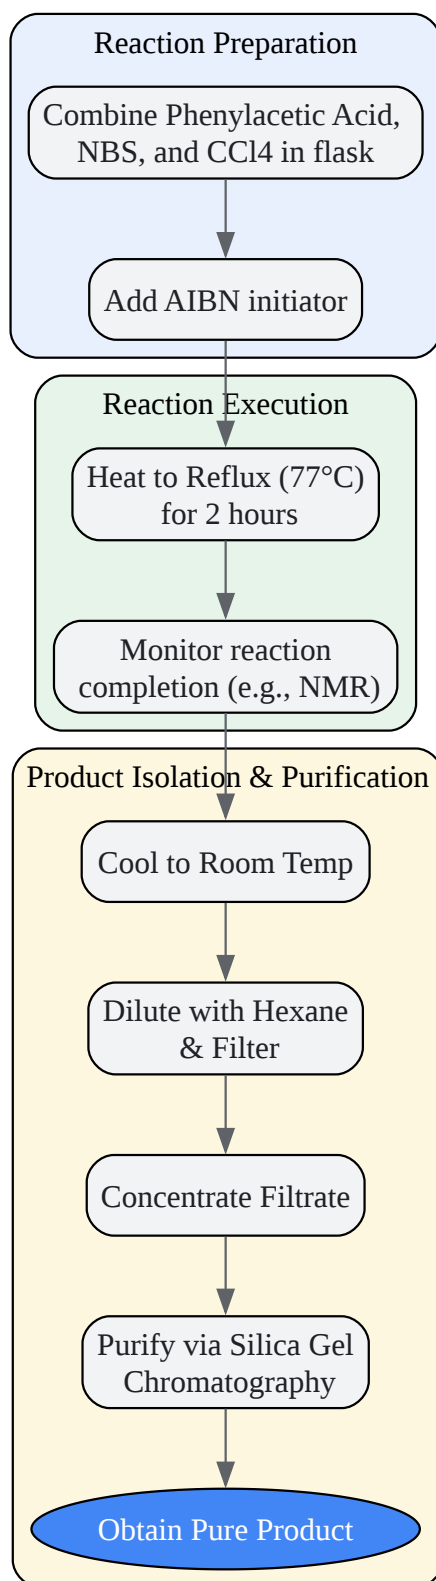 Reaction Preparation
Combine Phenylacetic Acid,
NBS, and CCl4 in flask
Add AIBN initiator
Reaction Execution
Heat to Reflux (77°C)
for 2 hours
Monitor reaction
completion (e.g., NMR)
Product Isolation & Purification
Cool to Room Temp
Dilute with Hexane
& Filter
Concentrate Filtrate
Purify via Silica Gel
Chromatography
Obtain Pure Product